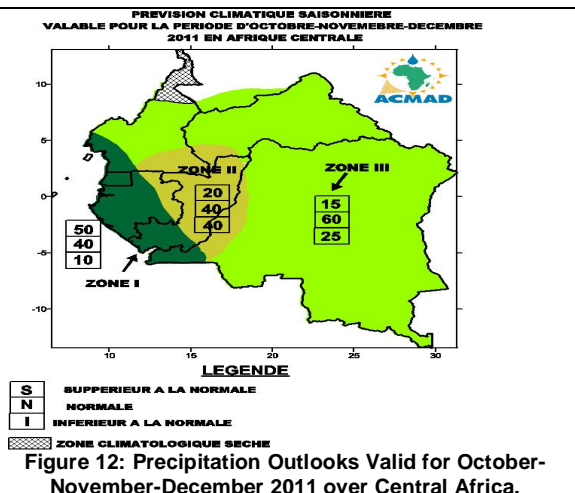 PREVISION CLIMATIQUE SAISONNIERE
VALABLE POUR LA PERIODE D'OCTOBRE-NOVEMEBRE-DECEMBRE
2011 EN AFRIQUE CENTRALE
ACMAD
10
5
0
-5
-10
ZONE II
20
40
40
ZONE III
15
60
25
50
40
10
ZONE I
10
15
20
25
30
LEGENDE
S SUPPERIEUR A LA NORMALE
N NORMALE
I INFERIEUR A LA NORMALE
ZONE CLIMATOLOGIQUE SECHE
Figure 12: Precipitation Outlooks Valid for October-
November-December 2011 over Central Africa.